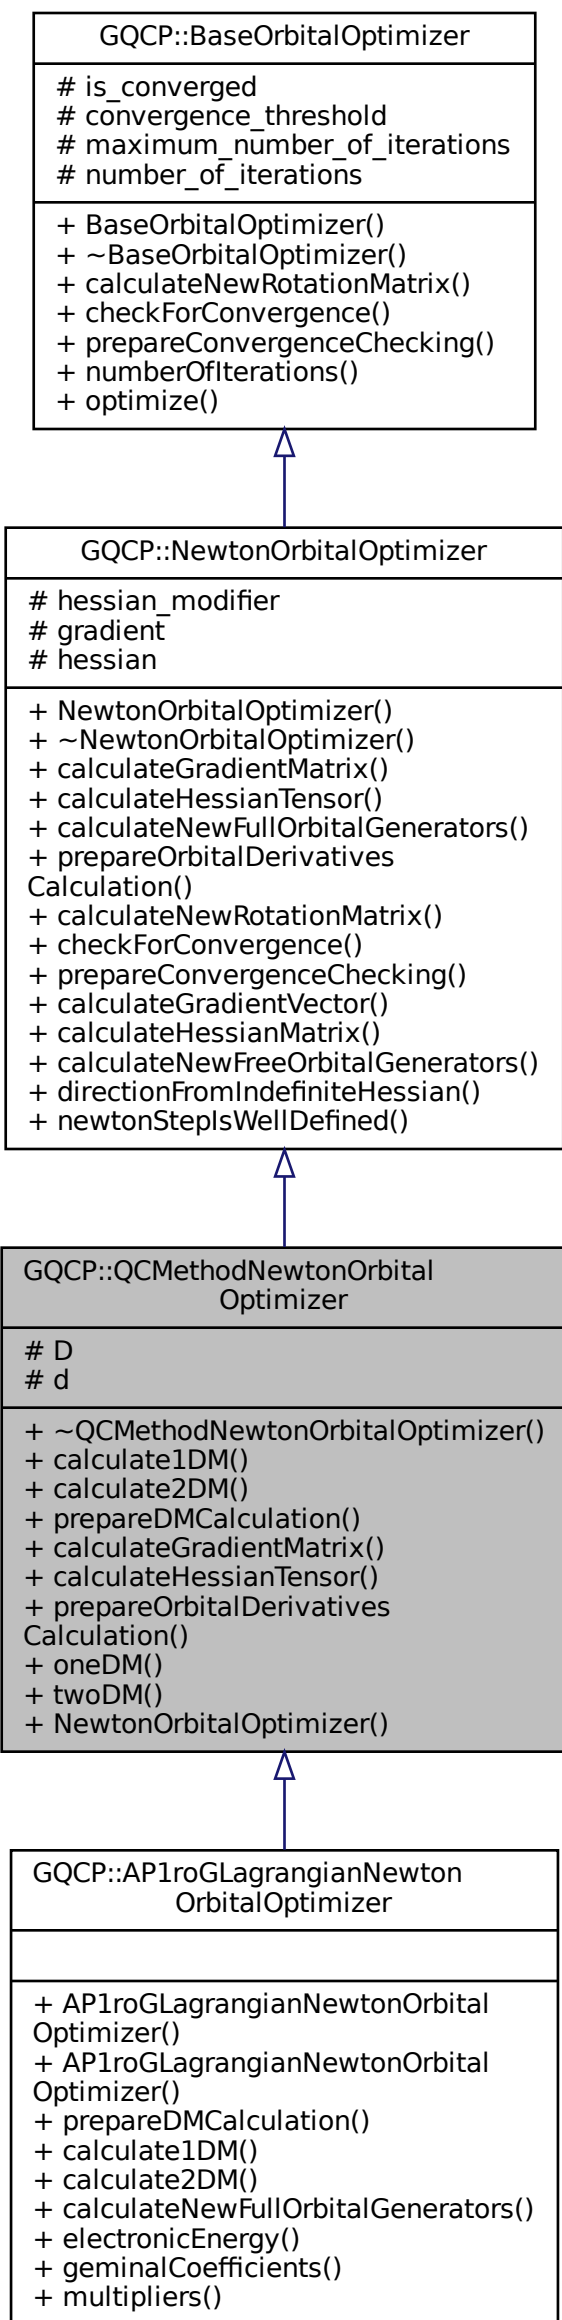 GQCP::BaseOrbitalOptimizer
# is_converged
# convergence_threshold
# maximum_number_of_iterations
# number_of_iterations
+ BaseOrbitalOptimizer()
+ ~BaseOrbitalOptimizer()
+ calculateNewRotationMatrix()
+ checkForConvergence()
+ prepareConvergenceChecking()
+ numberOfIterations()
+ optimize()
GQCP::NewtonOrbitalOptimizer
# hessian_modifier
# gradient
# hessian
+ NewtonOrbitalOptimizer()
+ ~NewtonOrbitalOptimizer()
+ calculateGradientMatrix()
+ calculateHessianTensor()
+ calculateNewFullOrbitalGenerators()
+ prepareOrbitalDerivatives
Calculation()
+ calculateNewRotationMatrix()
+ checkForConvergence()
+ prepareConvergenceChecking()
+ calculateGradientVector()
+ calculateHessianMatrix()
+ calculateNewFreeOrbitalGenerators()
+ directionFromIndefiniteHessian()
+ newtonStepIsWellDefined()
GQCP::QCMethodNewtonOrbital
Optimizer
# D
# d
+ ~QCMethodNewtonOrbitalOptimizer()
+ calculate1DM()
+ calculate2DM()
+ prepareDMCalculation()
+ calculateGradientMatrix()
+ calculateHessianTensor()
+ prepareOrbitalDerivatives
Calculation()
+ oneDM()
+ twoDM()
+ NewtonOrbitalOptimizer()
GQCP::AP1roGLagrangianNewton
OrbitalOptimizer
+ AP1roGLagrangianNewtonOrbital
Optimizer()
+ AP1roGLagrangianNewtonOrbital
Optimizer()
+ prepareDMCalculation()
+ calculate1DM()
+ calculate2DM()
+ calculateNewFullOrbitalGenerators()
+ electronicEnergy()
+ geminalCoefficients()
+ multipliers()